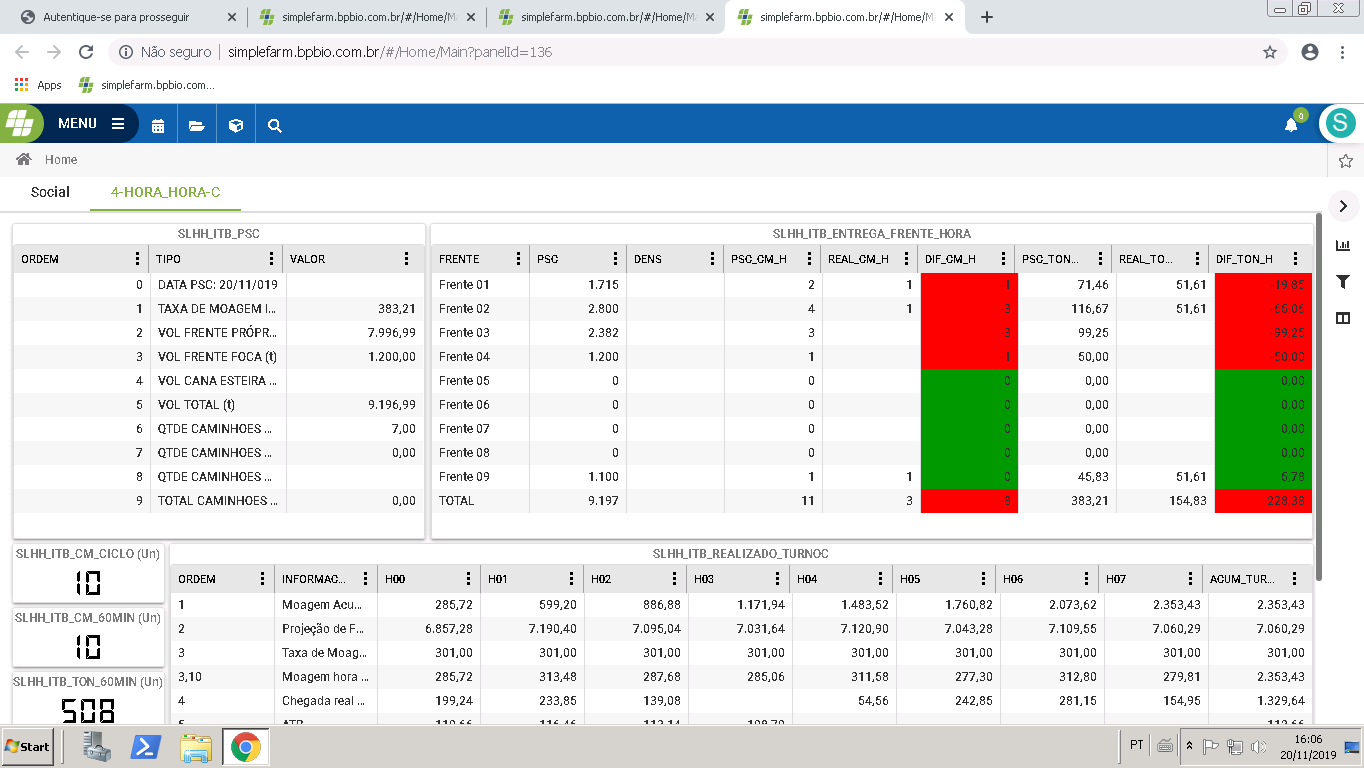 Autentique-se para prosseguir
simplefarm.bpbio.com.br/#/Home/M
simplefarm.bpbio.com.br/#/Home/M
simplefarm.bpbio.com.br/#/Home/M
Não seguro simplefarm.bpbio.com.br/#/Home/Main?panelId=136
Apps simplefarm.bpbio.com...
MENU 0 S
Home
Social 4-HORA_HORA-C
SLHH_ITB_PSC
ORDEM TIPO VALOR
0 DATA PSC: 20/11/019
1 TAXA DE MOAGEM I... 383,21
2 VOL FRENTE PRÓPR... 7.996,99
3 VOL FRENTE FOCA (t) 1.200,00
4 VOL CANA ESTEIRA ...
5 VOL TOTAL (t) 9.196,99
6 QTDE CAMINHOES ... 7,00
7 QTDE CAMINHOES ... 0,00
8 QTDE CAMINHOES ...
9 TOTAL CAMINHOES ... 0,00
SLHH_ITB_ENTREGA_FRENTE_HORA
FRENTE PSC DENS PSC_CM_H REAL_CM_H DIF_CM_H PSC_TON... REAL_TO... DIF_TON_H
Frente 01 1.715 2 1 -1 71,46 51,61 -19,85
Frente 02 2.800 4 1 -3 116,67 51,61 -65,06
Frente 03 2.382 3 -3 99,25 -99,25
Frente 04 1.200 1 -1 50,00 -50,00
Frente 05 0 0 0 0,00 0,00
Frente 06 0 0 0 0,00 0,00
Frente 07 0 0 0 0,00 0,00
Frente 08 0 0 0 0,00 0,00
Frente 09 1.100 1 1 0 45,83 51,61 5,78
TOTAL 9.197 11 3 -8 383,21 154,83 -228,38
SLHH_ITB_CM_CICLO (Un)
10
SLHH_ITB_CM_60MIN (Un)
10
SLHH_ITB_TON_60MIN (Un)
508
SLHH_ITB_REALIZADO_TURNOC
ORDEM INFORMAC... H00 H01 H02 H03 H04 H05 H06 H07 ACUM_TUR...
1 Moagem Acu... 285,72 599,20 886,88 1.171,94 1.483,52 1.760,82 2.073,62 2.353,43 2.353,43
2 Projeção de F... 6.857,28 7.190,40 7.095,04 7.031,64 7.120,90 7.043,28 7.109,55 7.060,29 7.060,29
3 Taxa de Moag... 301,00 301,00 301,00 301,00 301,00 301,00 301,00 301,00 301,00
3,10 Moagem hora ... 285,72 313,48 287,68 285,06 311,58 277,30 312,80 279,81 2.353,43
4 Chegada real ... 199,24 233,85 139,08 54,56 242,85 281,15 154,95 1.329,64
Start PT 16:06
20/11/2019